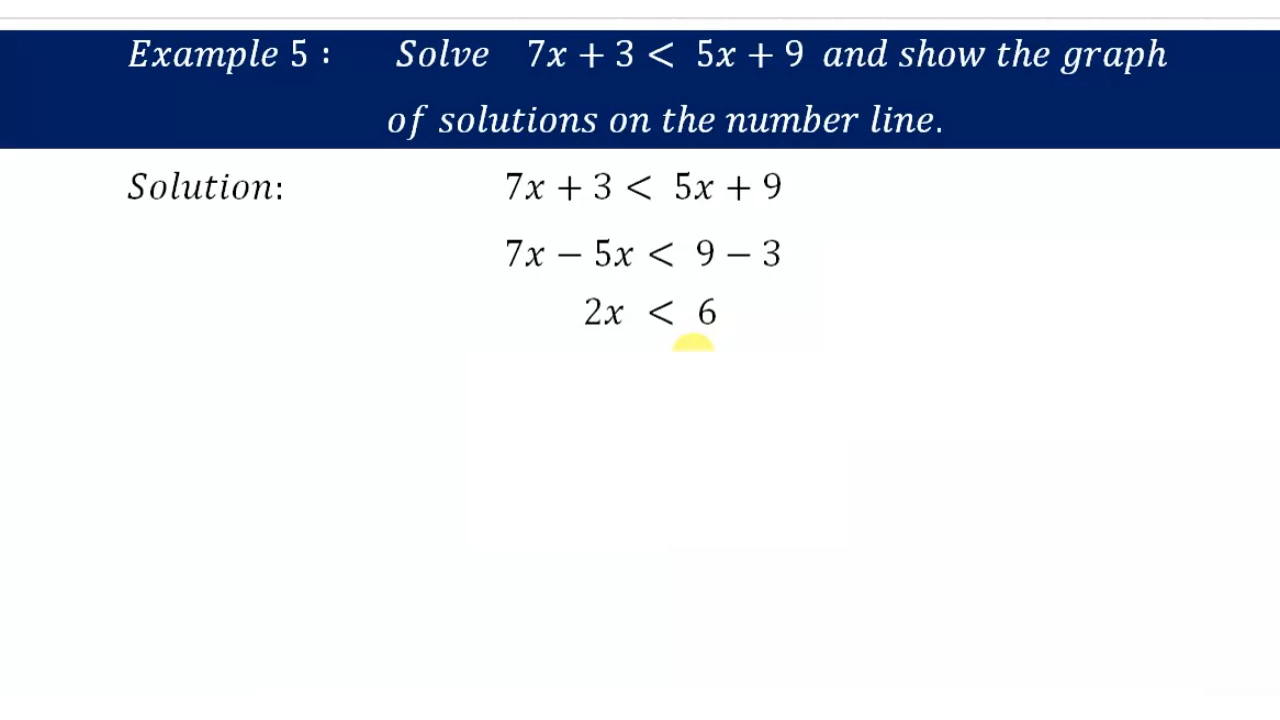 Example 5 : Solve 7x + 3 < 5x + 9 and show the graph
of solutions on the number line.
Solution: 7x + 3 < 5x + 9
7x − 5x < 9 − 3
2x < 6